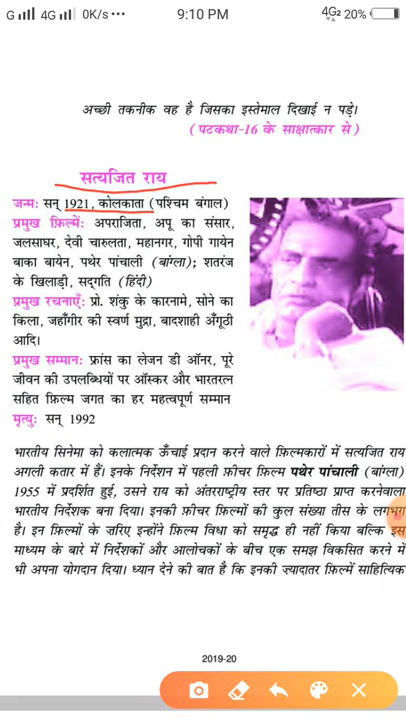 G 4G 0K/s ••• 9:10 PM 4G2 20%
अच्छी तकनीक वह है जिसका इस्तेमाल दिखाई न पड़े।
(पटकथा-16 के साक्षात्कार से)
सत्यजित राय
जन्म: सन् 1921, कोलकाता (पश्चिम बंगाल)
प्रमुख फ़िल्में: अपराजिता, अपू का संसार,
जलसाघर, देवी चारुलता, महानगर, गोपी गायेन
बाका बायेन, पथेर पांचाली (बांग्ला); शतरंज
के खिलाड़ी, सद्गति (हिंदी)
प्रमुख रचनाएँ: प्रो. शंकु के कारनामे, सोने का
किला, जहाँगीर की स्वर्ण मुद्रा, बादशाही अँगूठी
आदि।
प्रमुख सम्मान: फ्रांस का लेजन डी ऑनर, पूरे
जीवन की उपलब्धियों पर ऑस्कर और भारतरत्न
सहित फ़िल्म जगत का हर महत्वपूर्ण सम्मान
मृत्यु: सन् 1992
भारतीय सिनेमा को कलात्मक ऊँचाई प्रदान करने वाले फ़िल्मकारों में सत्यजित राय
अगली कतार में हैं। इनके निर्देशन में पहली फ़ीचर फ़िल्म पथेर पांचाली (बांग्ला)
1955 में प्रदर्शित हुई, उसने राय को अंतरराष्ट्रीय स्तर पर प्रतिष्ठा प्राप्त करनेवाला
भारतीय निर्देशक बना दिया। इनकी फ़ीचर फ़िल्मों की कुल संख्या तीस के लगभग
है। इन फ़िल्मों के ज़रिए इन्होंने फ़िल्म विधा को समृद्ध ही नहीं किया बल्कि इस
माध्यम के बारे में निर्देशकों और आलोचकों के बीच एक समझ विकसित करने में
भी अपना योगदान दिया। ध्यान देने की बात है कि इनकी ज़्यादातर फ़िल्में साहित्यिक
2019-20